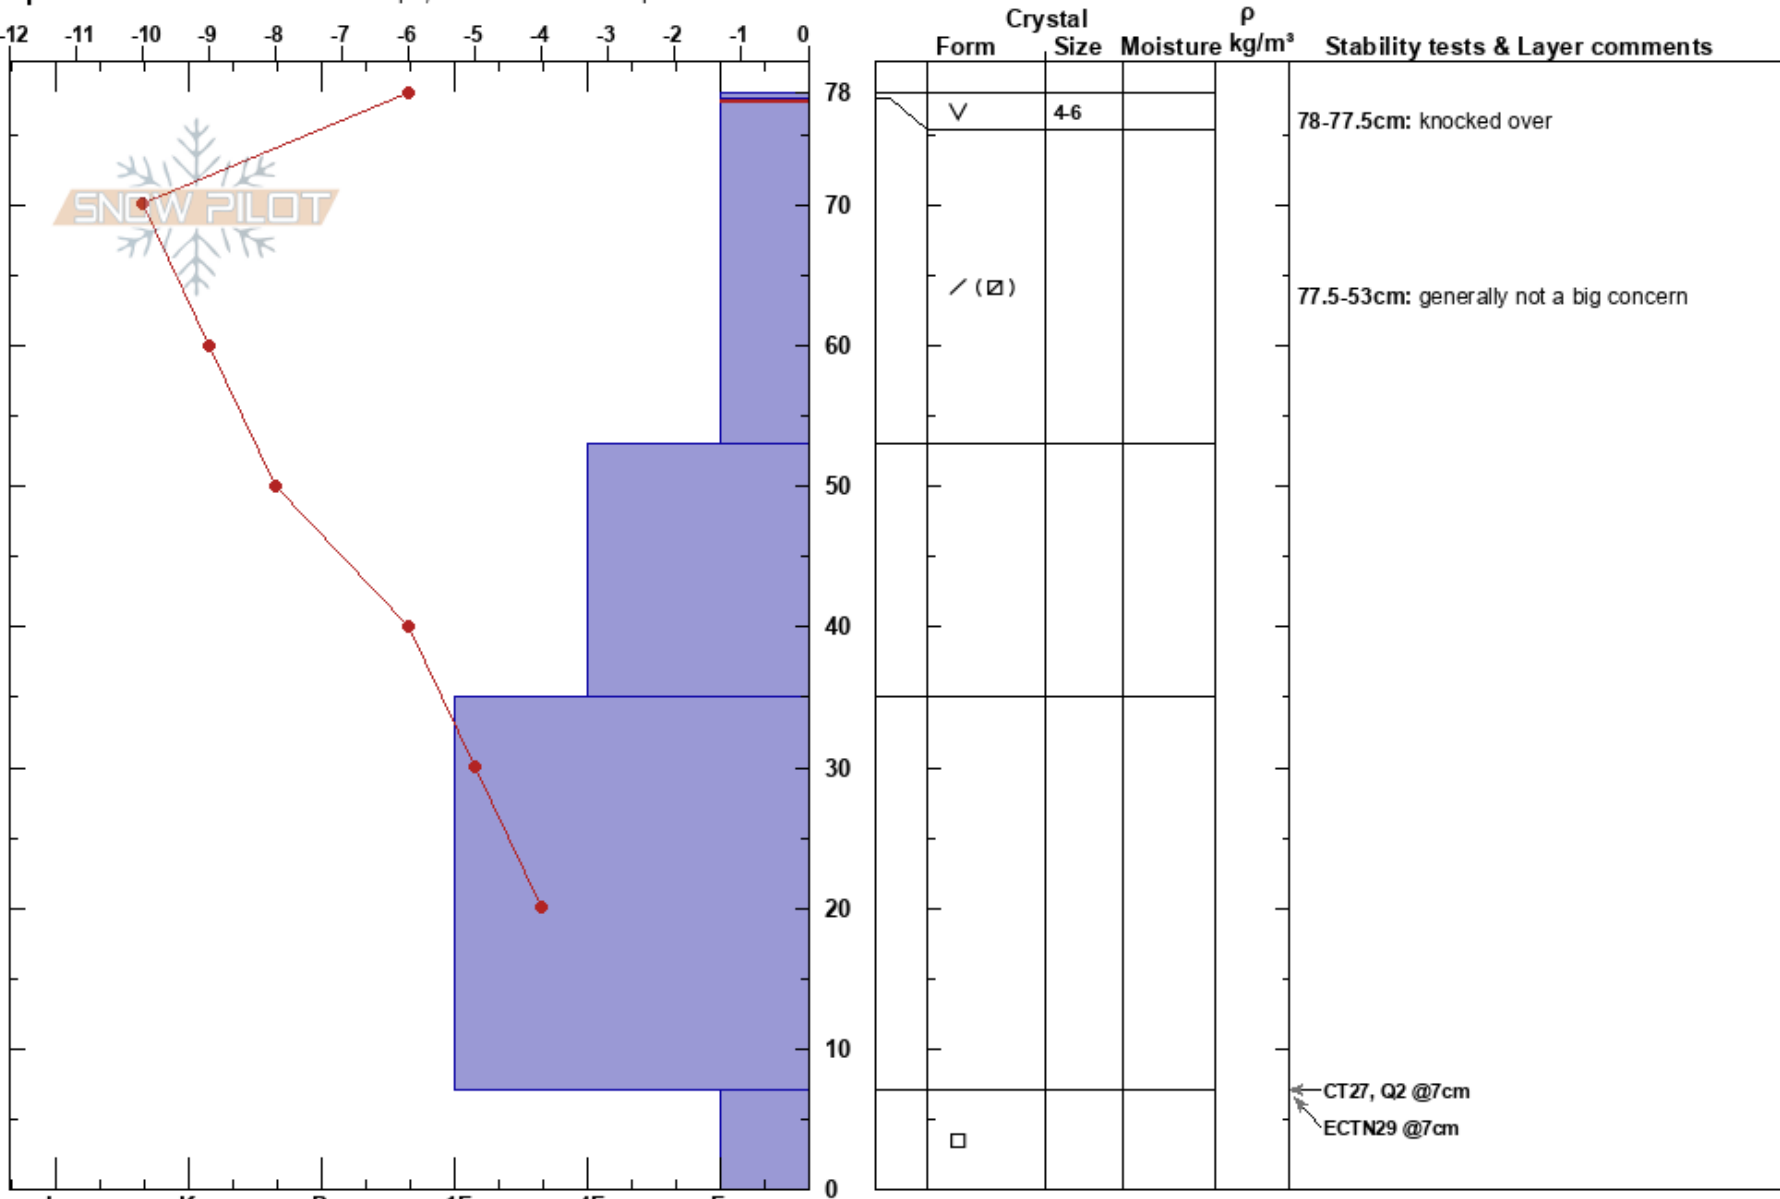 -12 -11 -10 -9 -8 -7 -6 -5 -4 -3 -2 -1 0
Crystal
Form Size Moisture ρ kg/m³ Stability tests & Layer comments
78
4-6
78-77.5cm: knocked over
SNOW PILOT
70
77.5-53cm: generally not a big concern
60
50
40
30
20
10
CT27, Q2 @7cm
ECTN29 @7cm
0